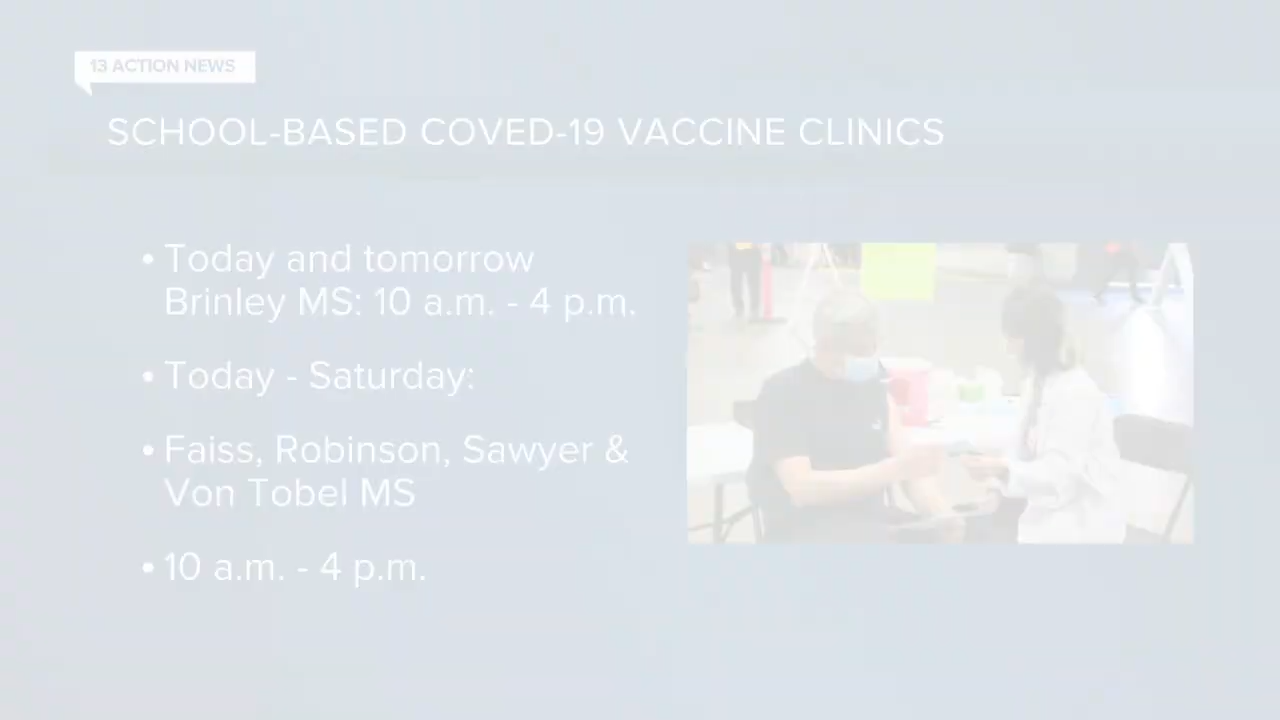 13 ACTION NEWS
SCHOOL-BASED COVED-19 VACCINE CLINICS
• Today and tomorrow
Brinley MS: 10 a.m. - 4 p.m.
• Today - Saturday:
• Faiss, Robinson, Sawyer &
Von Tobel MS
• 10 a.m. - 4 p.m.